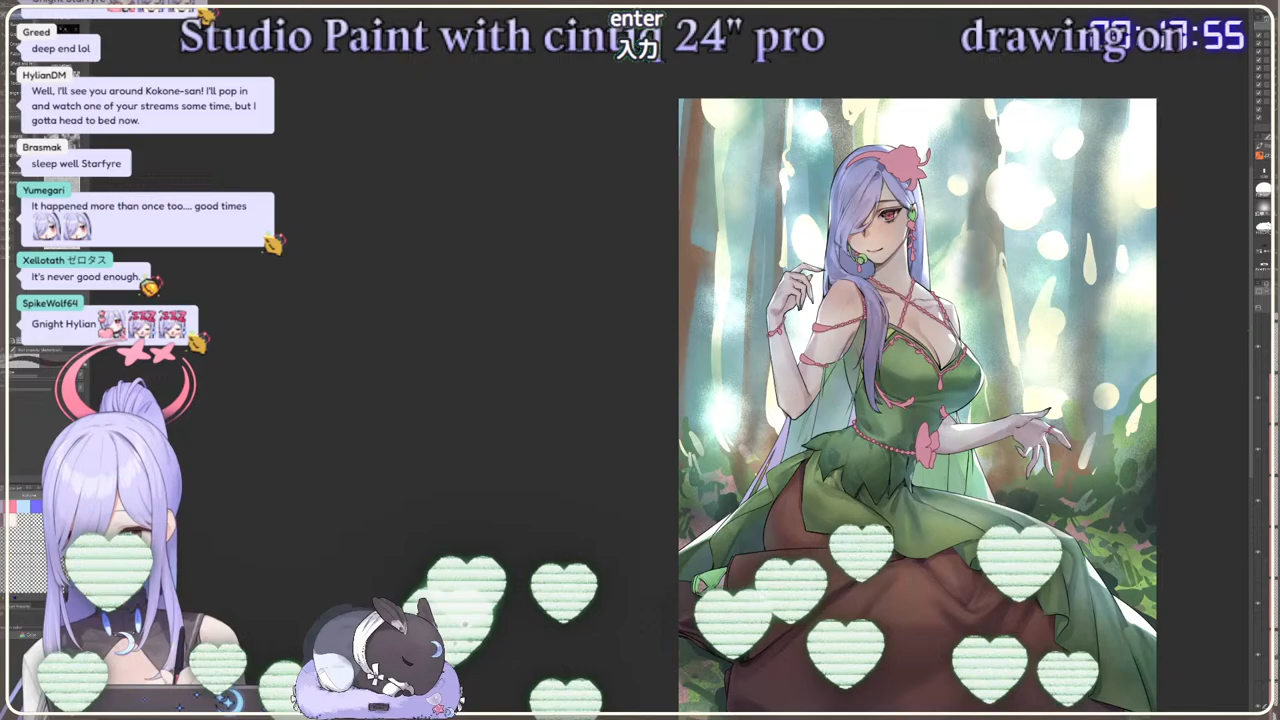 Studio Paint with cintiq 24" pro drawing on
enter
入力
Greed
deep end lol
HylianDM
Well, I'll see you around Kokone-san! I'll pop in
and watch one of your streams some time, but I
gotta head to bed now.
Brasmak
sleep well Starfyre
Yumegari
It happened more than once too.... good times
Xellotath ゼロタス
It's never good enough.
SpikeWolf64
Gnight Hylian